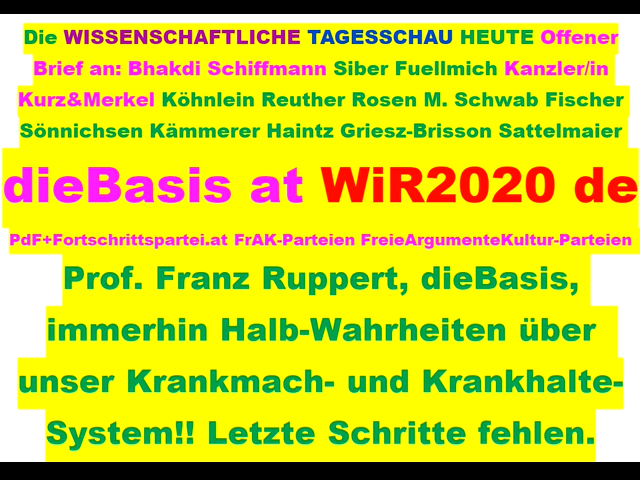 Die WISSENSCHAFTLICHE TAGESSCHAU HEUTE Offener
Brief an: Bhakdi Schiffmann Siber Fuellmich Kanzler/in
Kurz&Merkel Köhnlein Reuther Rosen M. Schwab Fischer
Sönnichsen Kämmerer Haintz Griesz-Brisson Sattelmaier
dieBasis at WiR2020 de
PdF+Fortschrittspartei.at FrAK-Parteien FreieArgumenteKultur-Parteien
Prof. Franz Ruppert, dieBasis,
immerhin Halb-Wahrheiten über
unser Krankmach- und Krankhalte-
System!! Letzte Schritte fehlen.